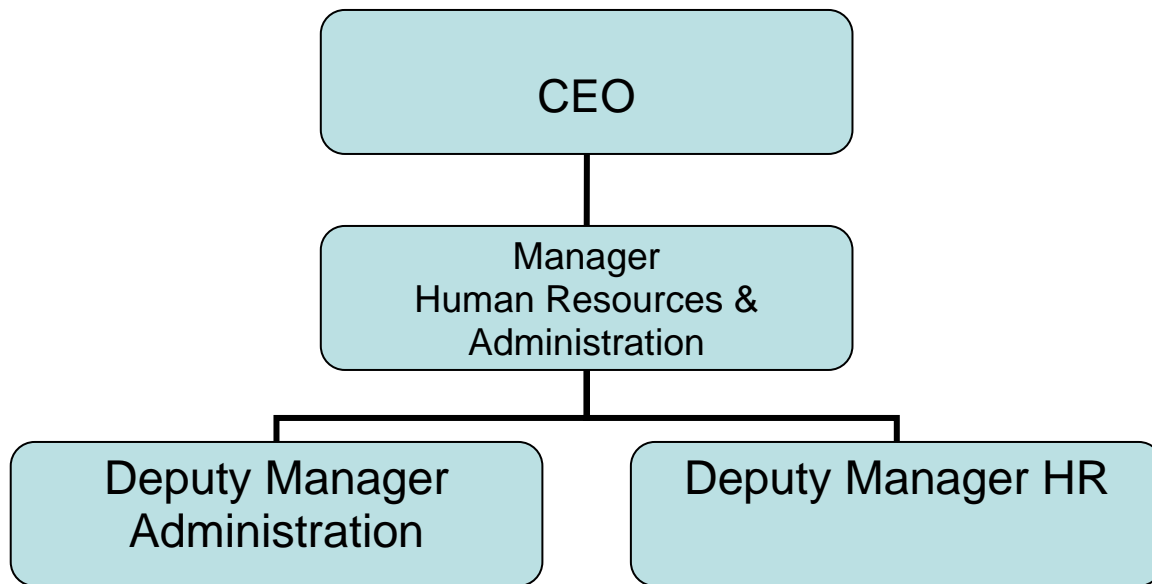 CEO
Manager
Human Resources &
Administration
Deputy Manager
Administration
Deputy Manager HR